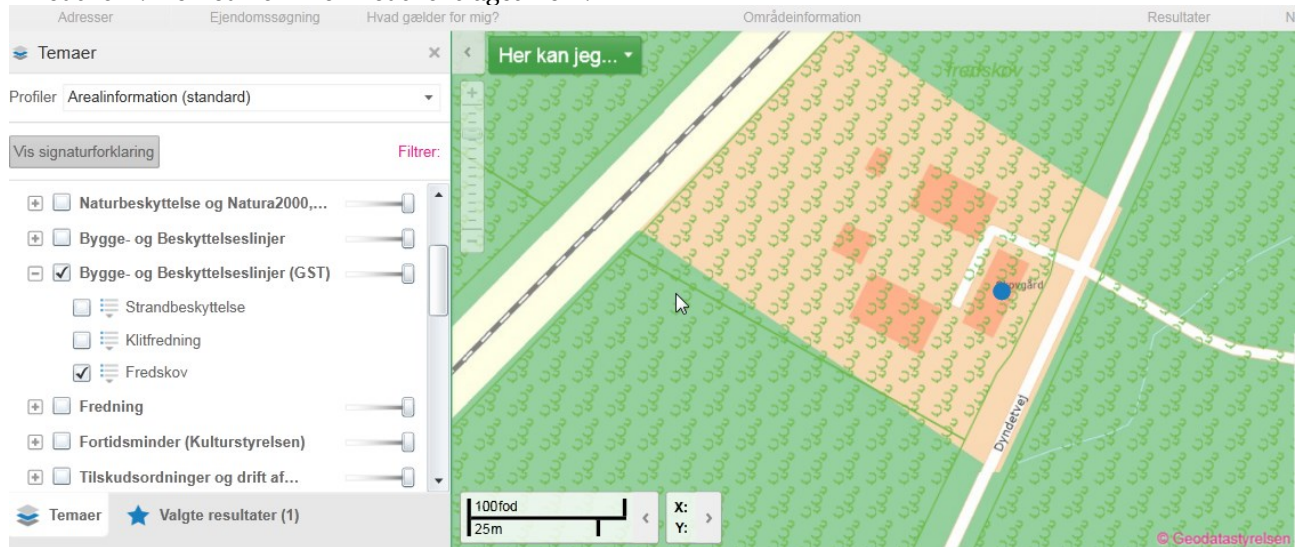 Adresser Ejendomssøgning Hvad gælder for mig? Områdeinformation Resultater N
Temaer
Her kan jeg...
fredskov
Profiler Arealinformation (standard)
Vis signaturforklaring Filtrer:
Naturbeskyttelse og Natura2000,...
Bygge- og Beskyttelseslinjer
Bygge- og Beskyttelseslinjer (GST)
Strandbeskyttelse
Klitfredning
Fredskov
Fredning
Fortidsminder (Kulturstyrelsen)
Tilskudsordninger og drift af...
Dyndetvej
Temaer Valgte resultater (1)
100fod
25m
X:
Y:
© Geodatastyrelsen